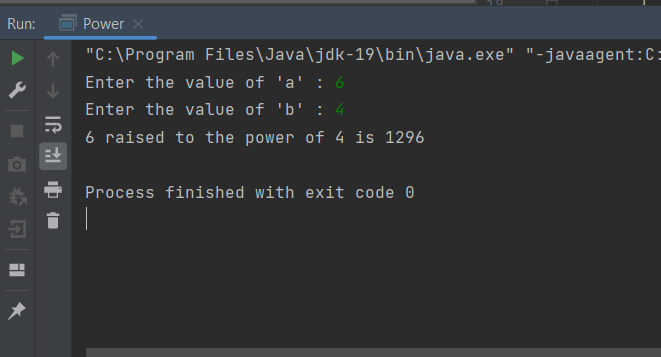 Run: Power
"C:\Program Files\Java\jdk-19\bin\java.exe" "-javaagent:C:
Enter the value of 'a' : 6
Enter the value of 'b' : 4
6 raised to the power of 4 is 1296
Process finished with exit code 0